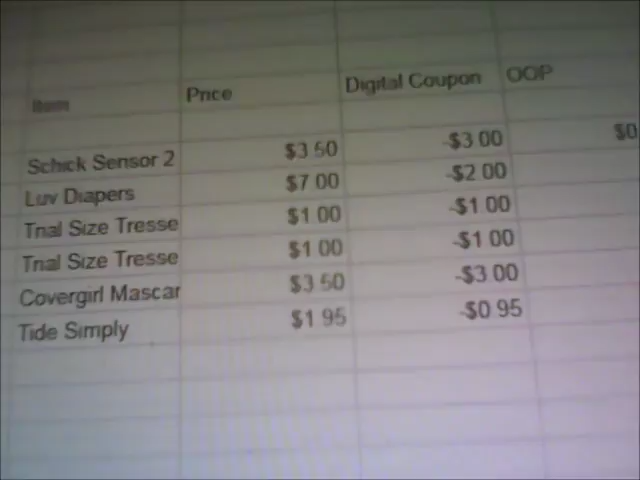 Item Price Digital Coupon OOP
Schick Sensor 2 $3.50 -$3.00 $0
Luv Diapers $7.00 -$2.00
Trial Size Tresse $1.00 -$1.00
Trial Size Tresse $1.00 -$1.00
Covergirl Mascar $3.50 -$3.00
Tide Simply $1.95 -$0.95